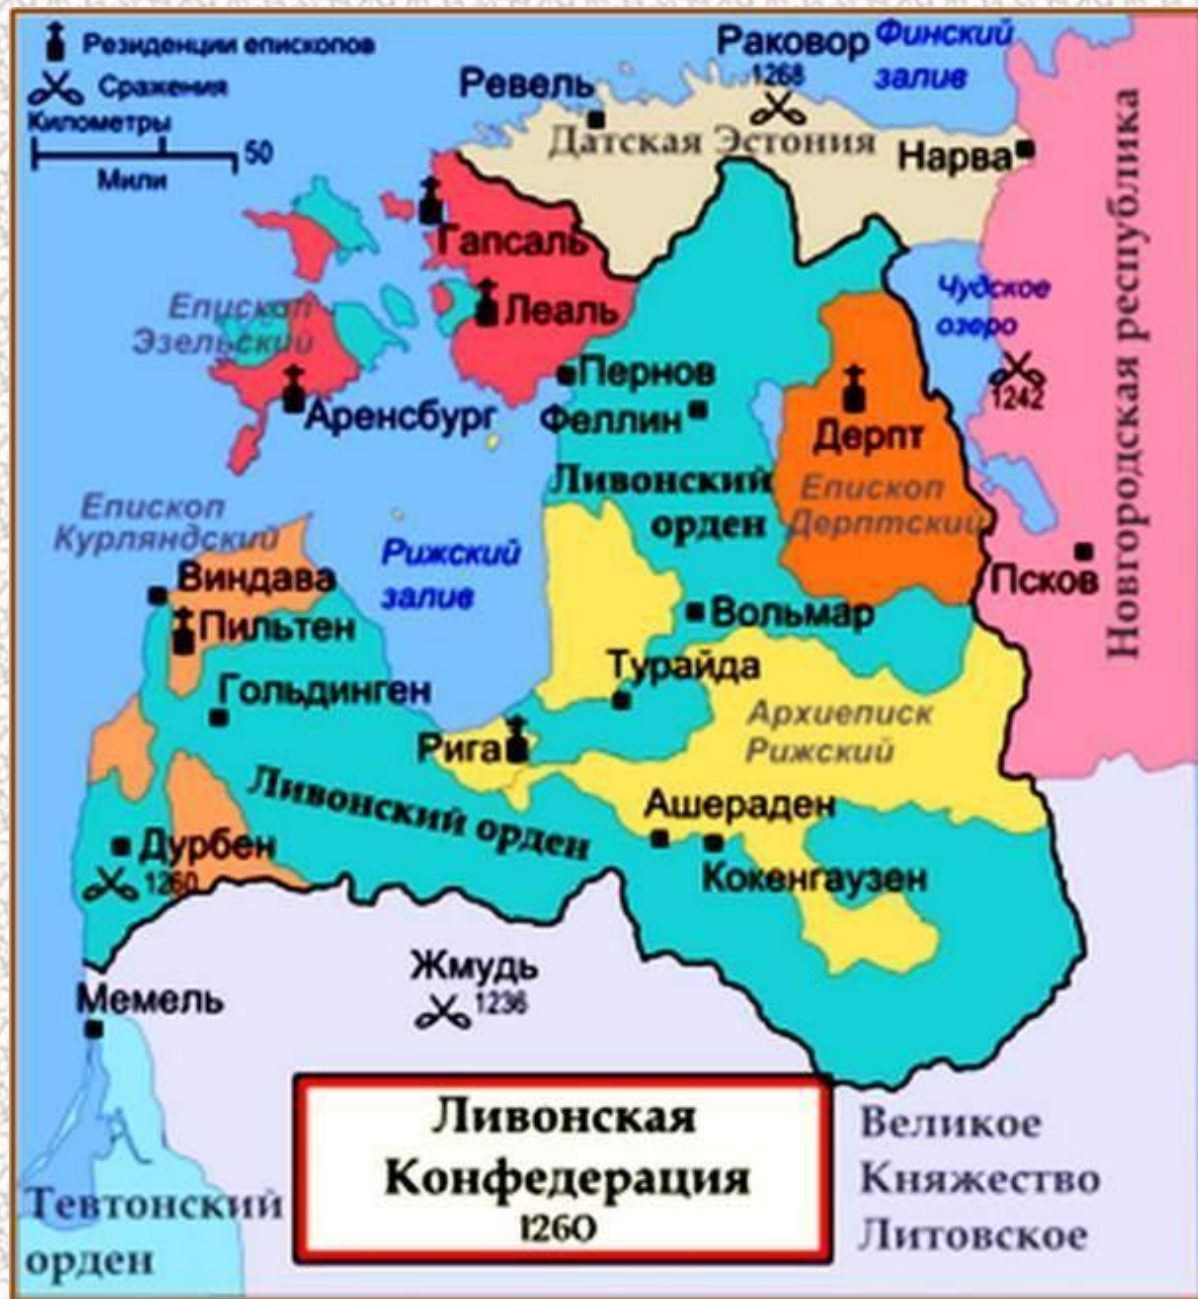 Резиденции епископов
Сражения
Километры
50
Мили
Раковор
1268
Финский
залив
Ревель
Датская Эстония
Нарва
Новгородская республика
Гапсаль
Леаль
Епископ
Эзельский
Аренсбург
Чудское
озеро
1242
Пернов
Феллин
Дерпт
Ливонский
орден
Епископ
Дерптский
Епископ
Курляндский
Рижский
залив
Виндава
Пильтен
Псков
Вольмар
Гольдинген
Турайда
Архиеписк
Рижский
Рига
Ливонский орден
Ашераден
Кокенгаузен
Дурбен
1260
Жмудь
1236
Мемель
Ливонская
Конфедерация
1260
Великое
Княжество
Литовское
Тевтонский
орден